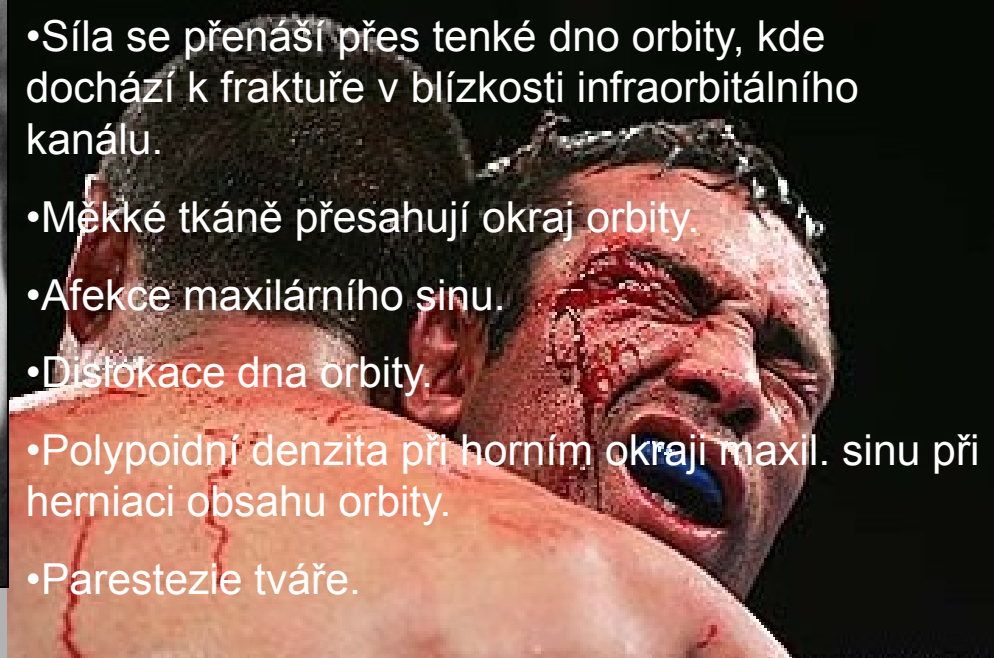 •Síla se přenáší přes tenké dno orbity, kde
dochází k fraktuře v blízkosti infraorbitálního
kanálu.
•Měkké tkáně přesahují okraj orbity.
•Afekce maxilárního sinu.
•Dislokace dna orbity.
•Polypoidní denzita při horním okraji maxil. sinu při
herniaci obsahu orbity.
•Parestezie tváře.